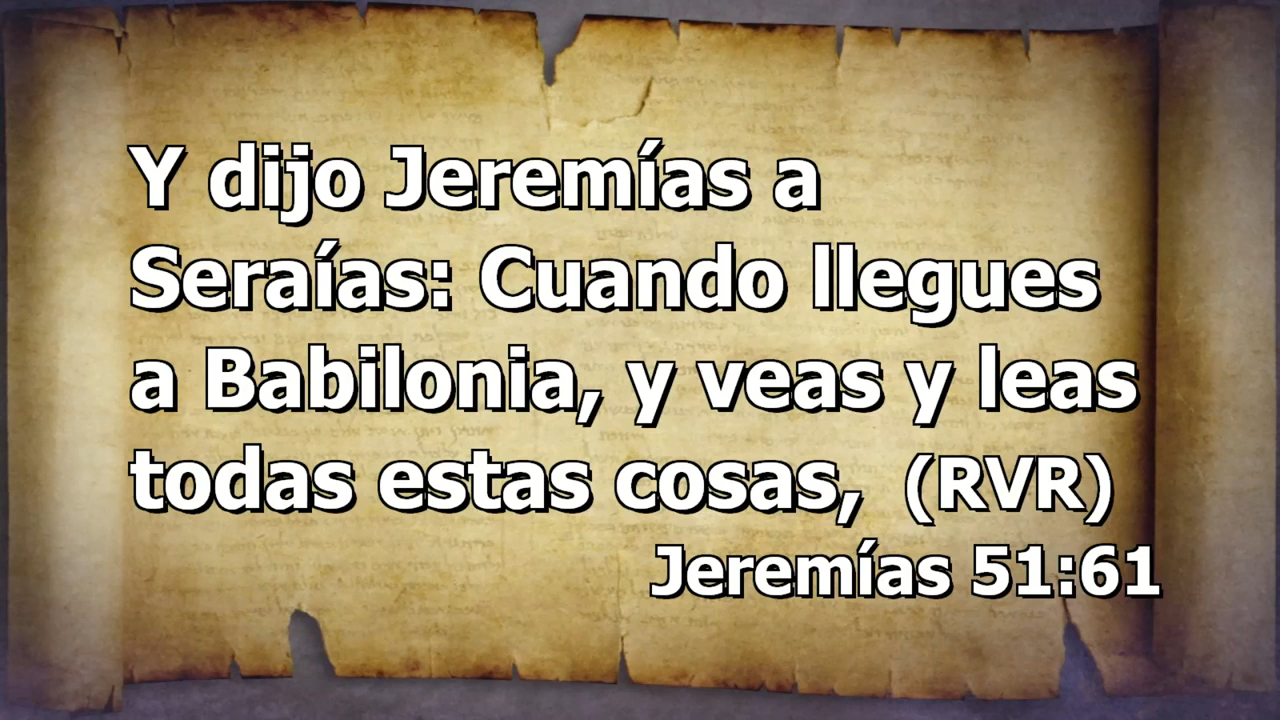 Y dijo Jeremías a
Seraías: Cuando llegues
a Babilonia, y veas y leas
todas estas cosas, (RVR)
Jeremías 51:61